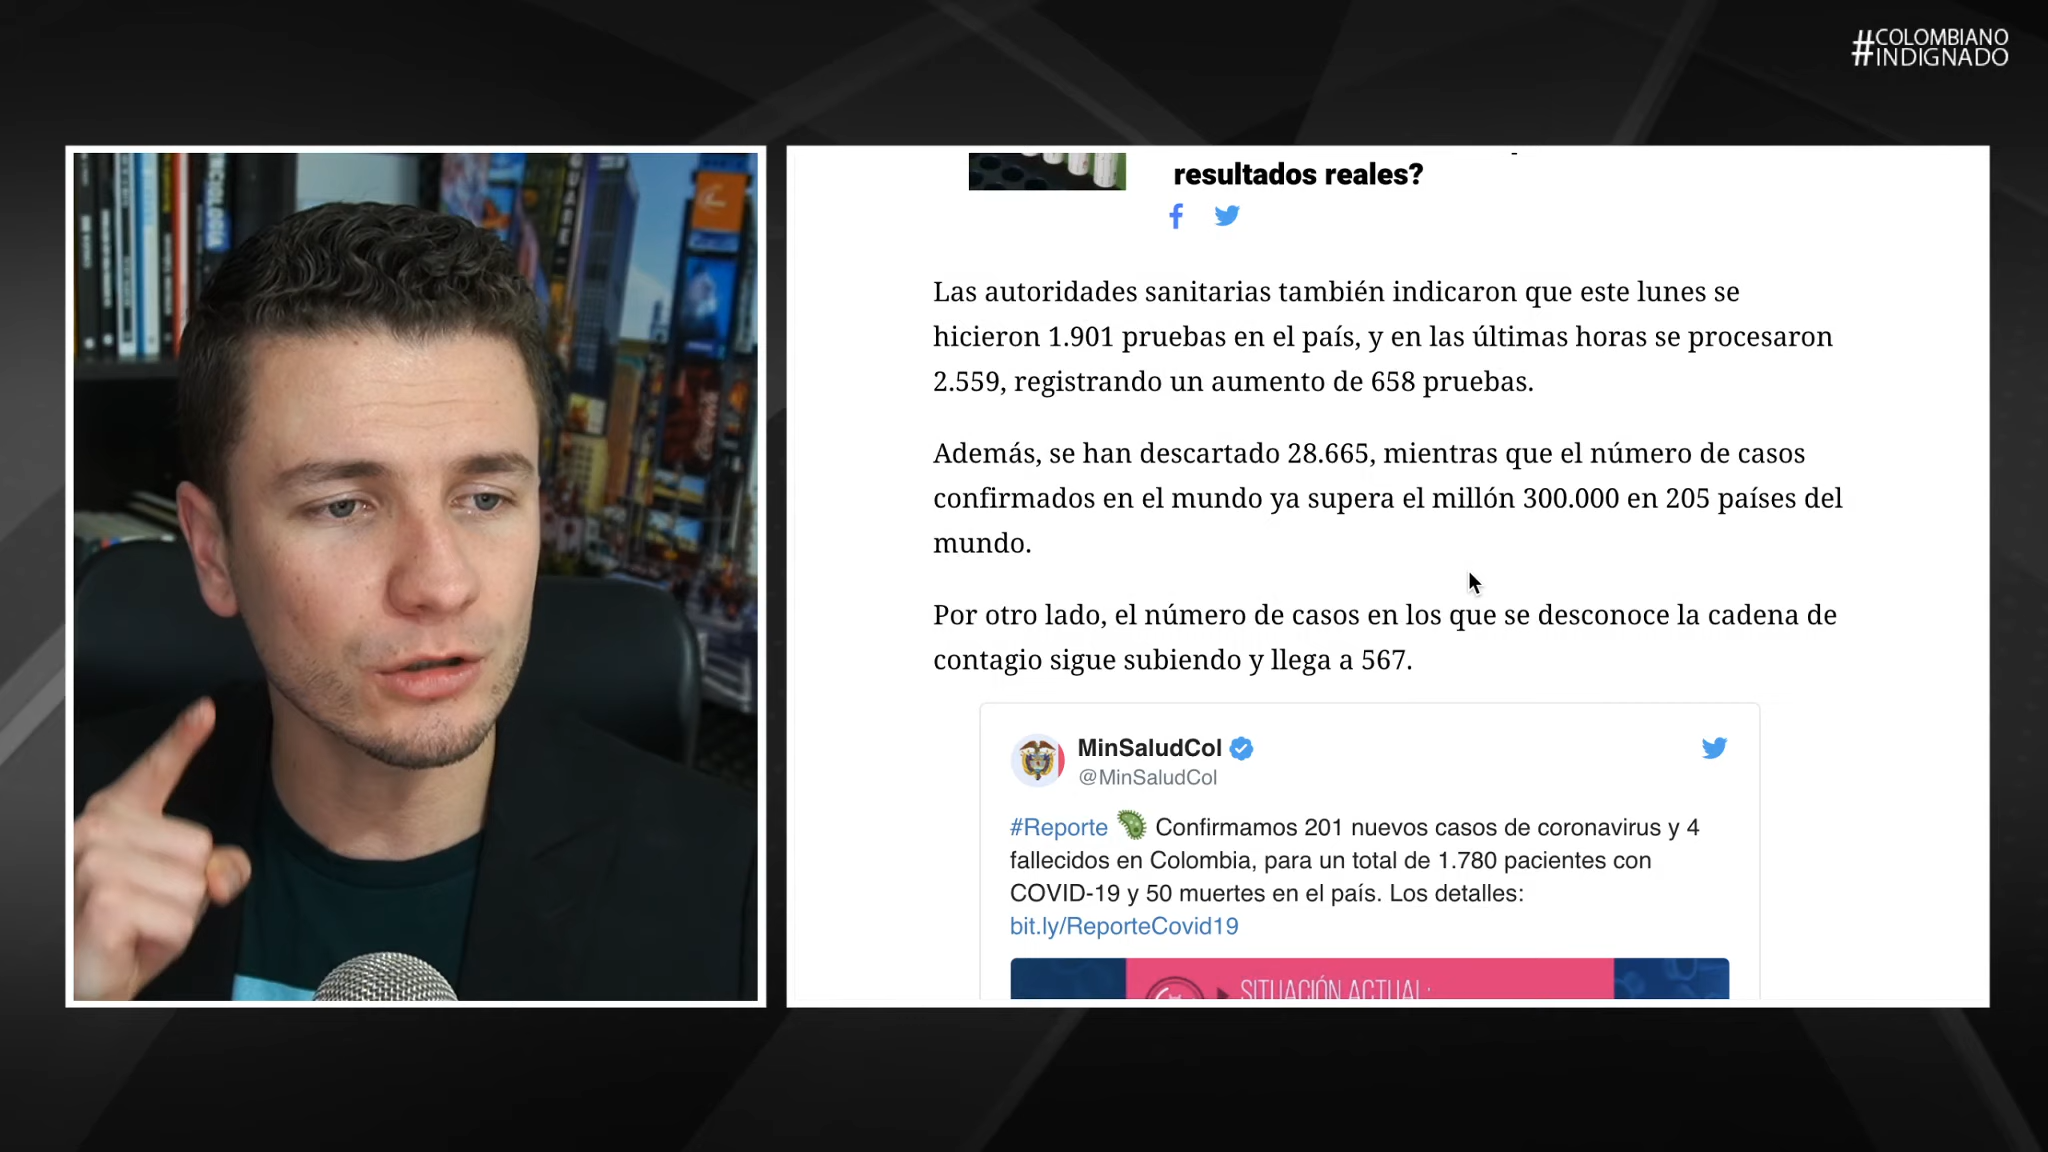 #COLOMBIANO
INDIGNADO
resultados reales?
Las autoridades sanitarias también indicaron que este lunes se
hicieron 1.901 pruebas en el país, y en las últimas horas se procesaron
2.559, registrando un aumento de 658 pruebas.
Además, se han descartado 28.665, mientras que el número de casos
confirmados en el mundo ya supera el millón 300.000 en 205 países del
mundo.
Por otro lado, el número de casos en los que se desconoce la cadena de
contagio sigue subiendo y llega a 567.
MinSaludCol
@MinSaludCol
#Reporte 🦠 Confirmamos 201 nuevos casos de coronavirus y 4
fallecidos en Colombia, para un total de 1.780 pacientes con
COVID-19 y 50 muertes en el país. Los detalles:
bit.ly/ReporteCovid19
SITUACIÓN ACTUAL: